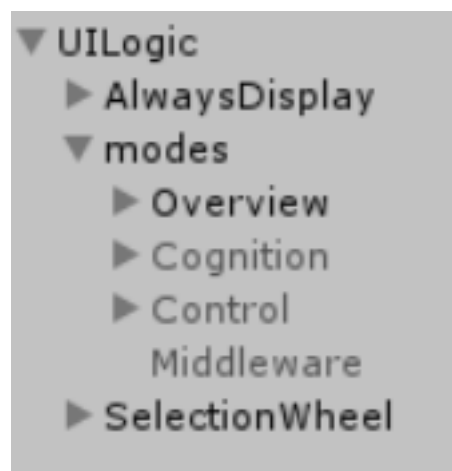 UILogic
AlwaysDisplay
modes
Overview
Cognition
Control
Middleware
SelectionWheel